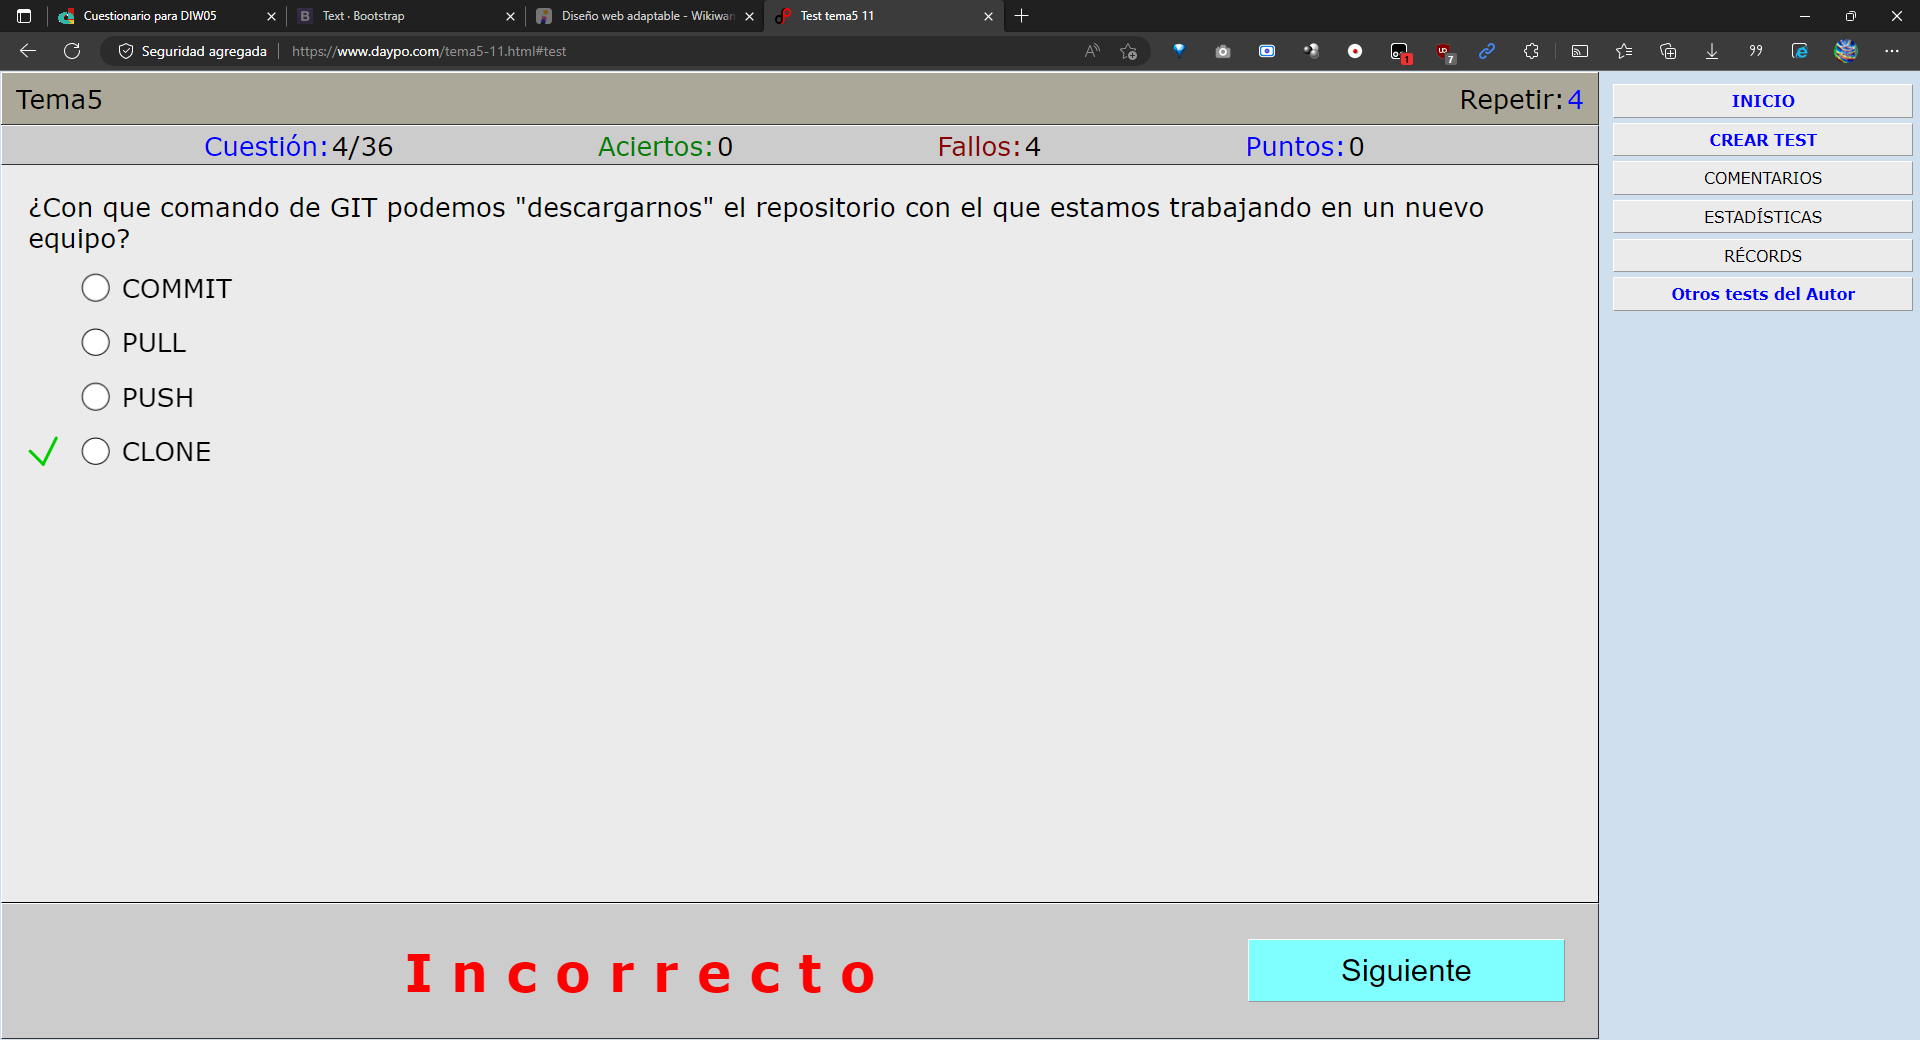 Cuestionario para DIW05
Text · Bootstrap
Diseño web adaptable - Wikiwan
Test tema5 11
Seguridad agregada
https://www.daypo.com/tema5-11.html#test
1
7
Tema5
Repetir: 4
Cuestión: 4/36
Aciertos: 0
Fallos: 4
Puntos: 0
¿Con que comando de GIT podemos "descargarnos" el repositorio con el que estamos trabajando en un nuevo
equipo?
COMMIT
PULL
PUSH
CLONE
Incorrecto
Siguiente
INICIO
CREAR TEST
COMENTARIOS
ESTADÍSTICAS
RÉCORDS
Otros tests del Autor